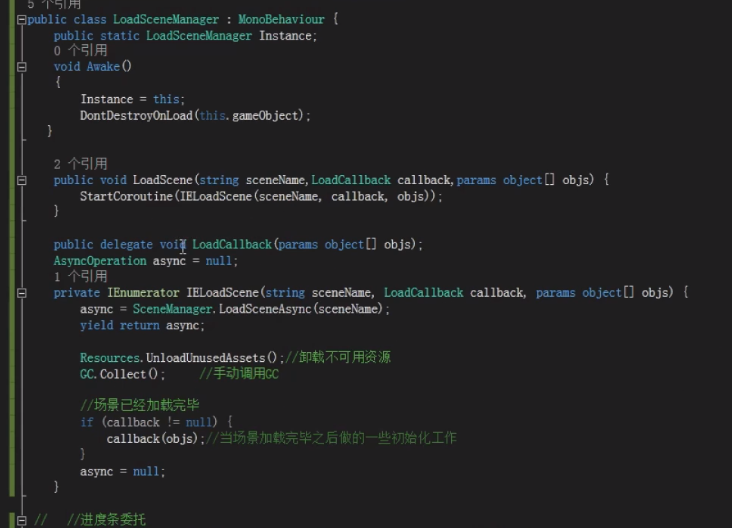 5 个引用
public class LoadSceneManager : MonoBehaviour {
public static LoadSceneManager Instance;
0 个引用
void Awake()
{
Instance = this;
DontDestroyOnLoad(this.gameObject);
}
2 个引用
public void LoadScene(string sceneName,LoadCallback callback,params object[] objs) {
StartCoroutine(IELoadScene(sceneName, callback, objs));
}
public delegate void LoadCallback(params object[] objs);
AsyncOperation async = null;
1 个引用
private IEnumerator IELoadScene(string sceneName, LoadCallback callback, params object[] objs) {
async = SceneManager.LoadSceneAsync(sceneName);
yield return async;
Resources.UnloadUnusedAssets();//卸载不可用资源
GC.Collect(); //手动调用GC
//场景已经加载完毕
if (callback != null) {
callback(objs);//当场景加载完毕之后做的一些初始化工作
}
async = null;
}
// //进度条委托